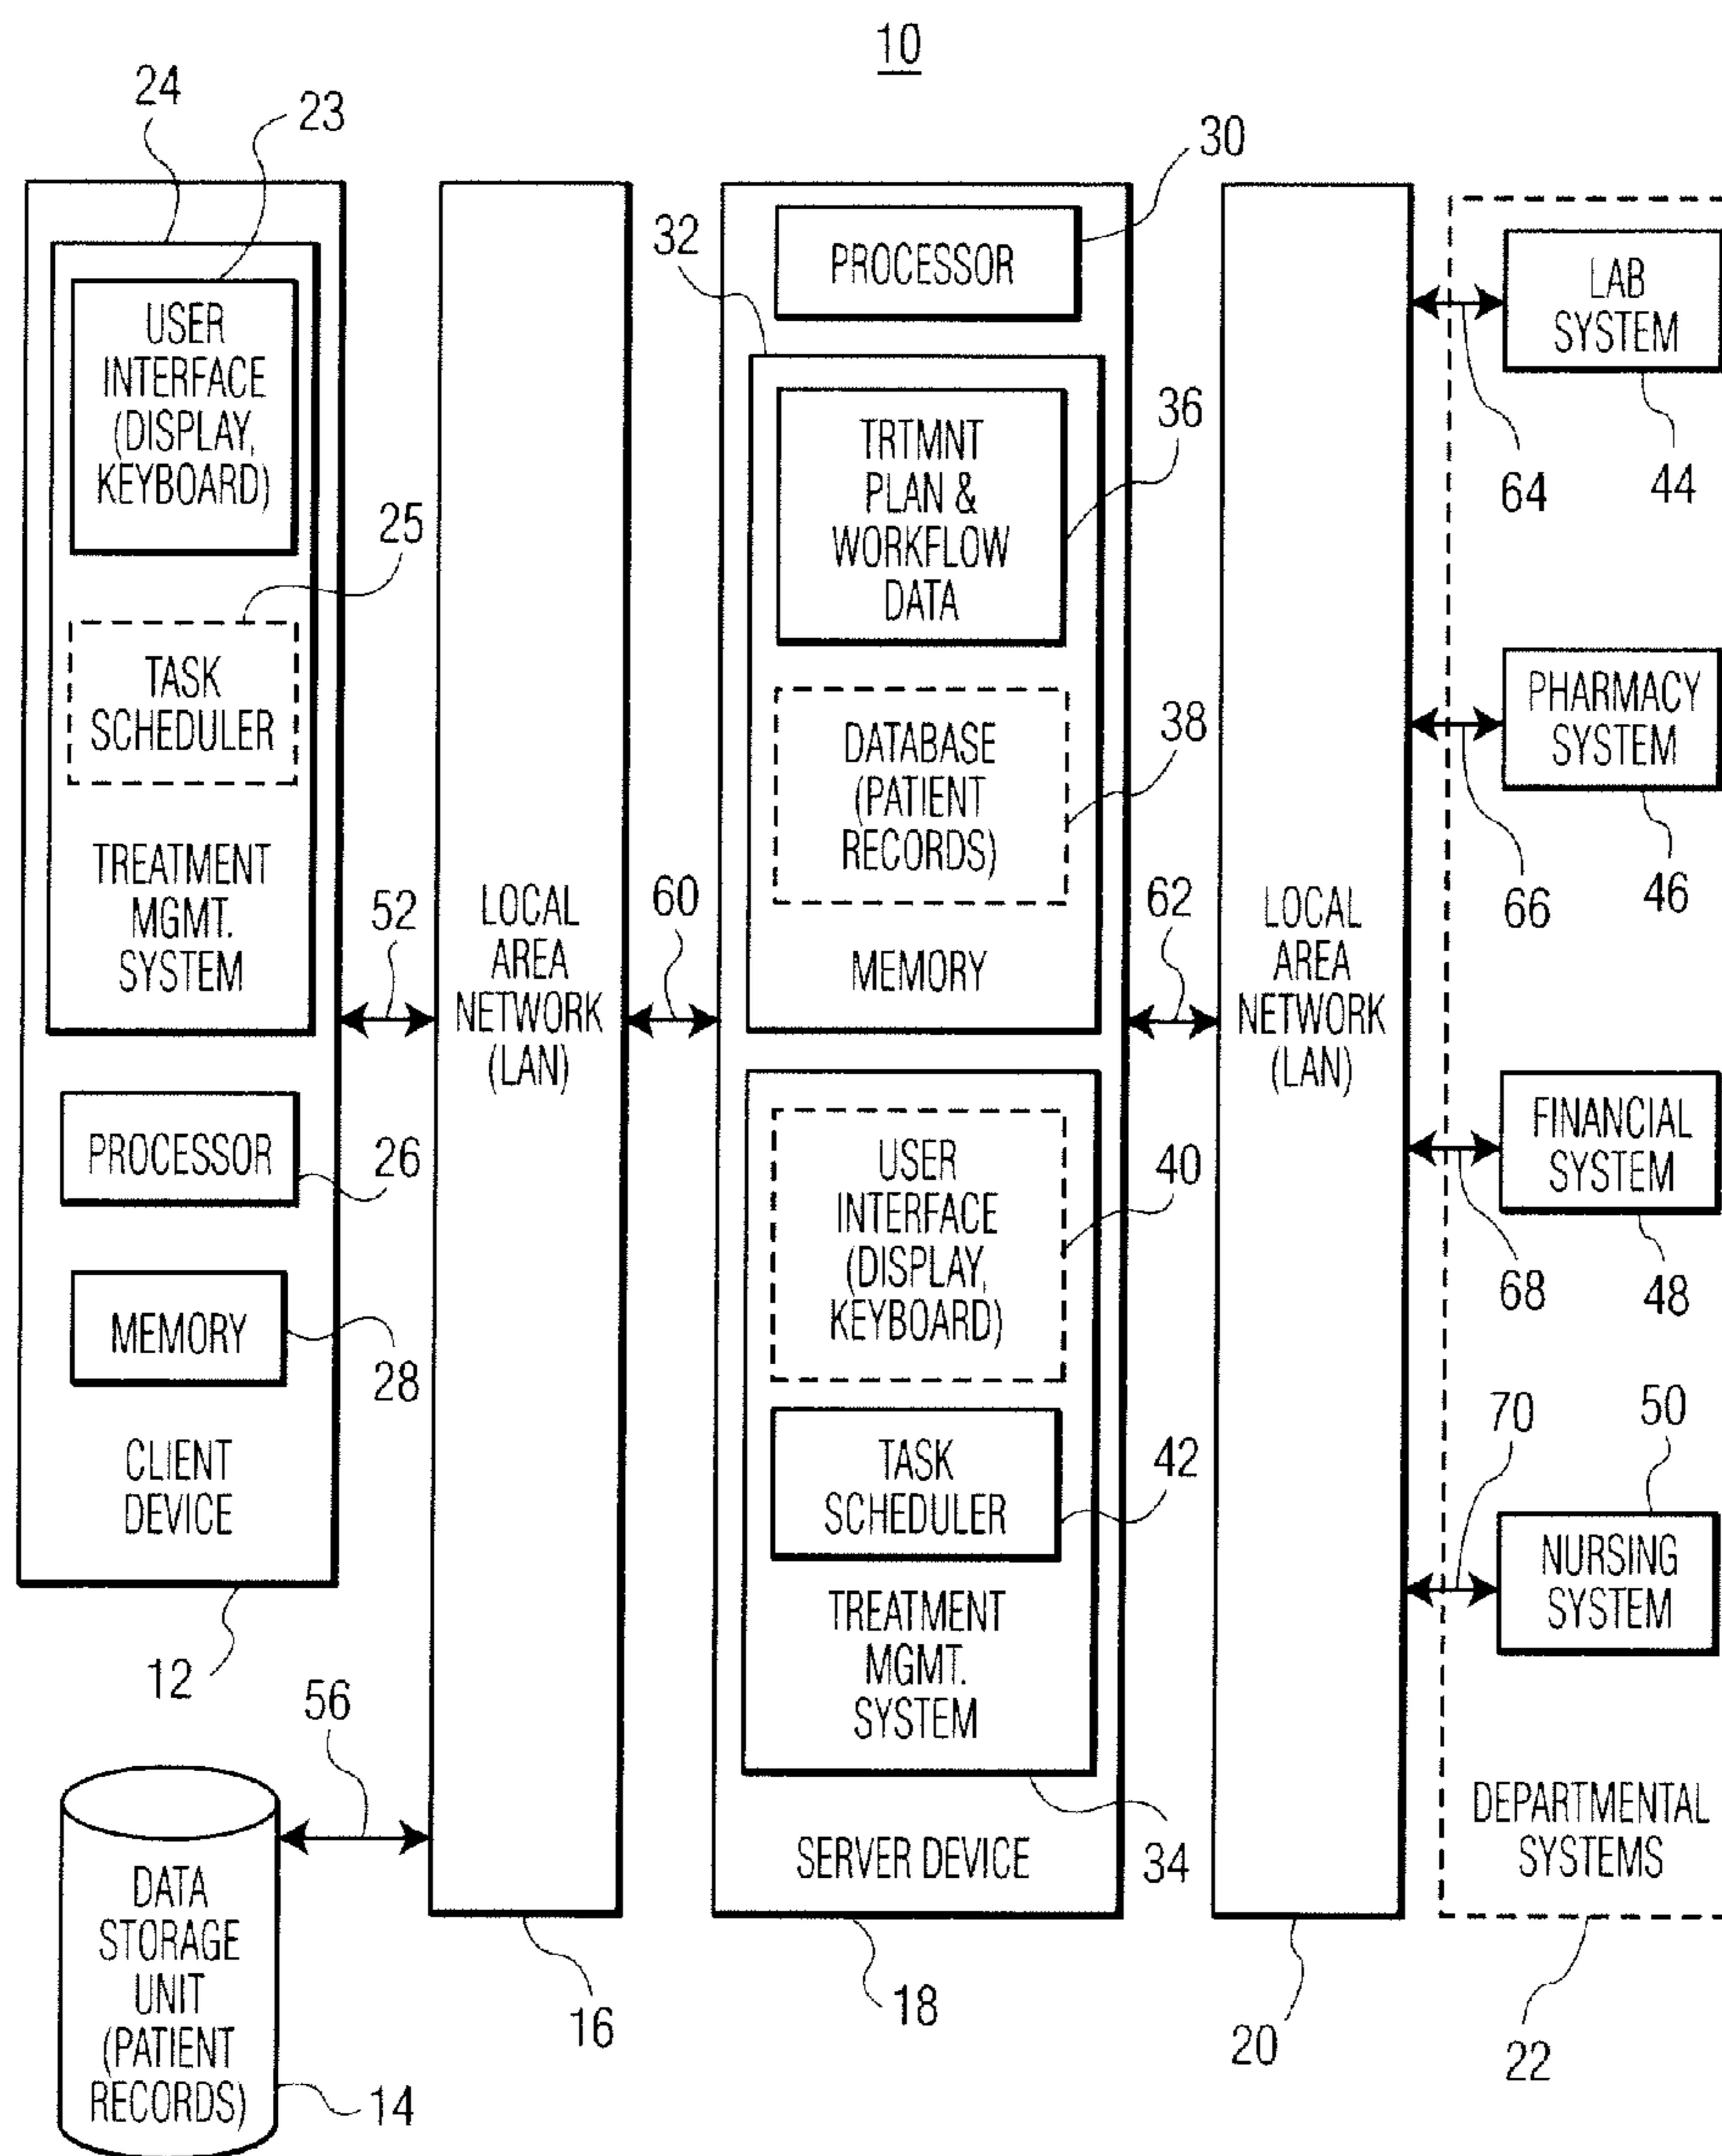 10
24
23
USER
INTERFACE
(DISPLAY,
KEYBOARD)
25
TASK
SCHEDULER
TREATMENT
MGMT.
SYSTEM
PROCESSOR
26
MEMORY
28
CLIENT
DEVICE
12
52
56
DATA
STORAGE
UNIT
(PATIENT
RECORDS)
14
LOCAL
AREA
NETWORK
(LAN)
16
60
30
PROCESSOR
32
TRTMNT
PLAN &
WORKFLOW
DATA
36
DATABASE
(PATIENT
RECORDS)
38
MEMORY
USER
INTERFACE
(DISPLAY,
KEYBOARD)
40
TASK
SCHEDULER
42
TREATMENT
MGMT.
SYSTEM
34
SERVER DEVICE
18
62
LOCAL
AREA
NETWORK
(LAN)
20
LAB
SYSTEM
64
44
PHARMACY
SYSTEM
66
46
FINANCIAL
SYSTEM
68
48
70
50
NURSING
SYSTEM
DEPARTMENTAL
SYSTEMS
22